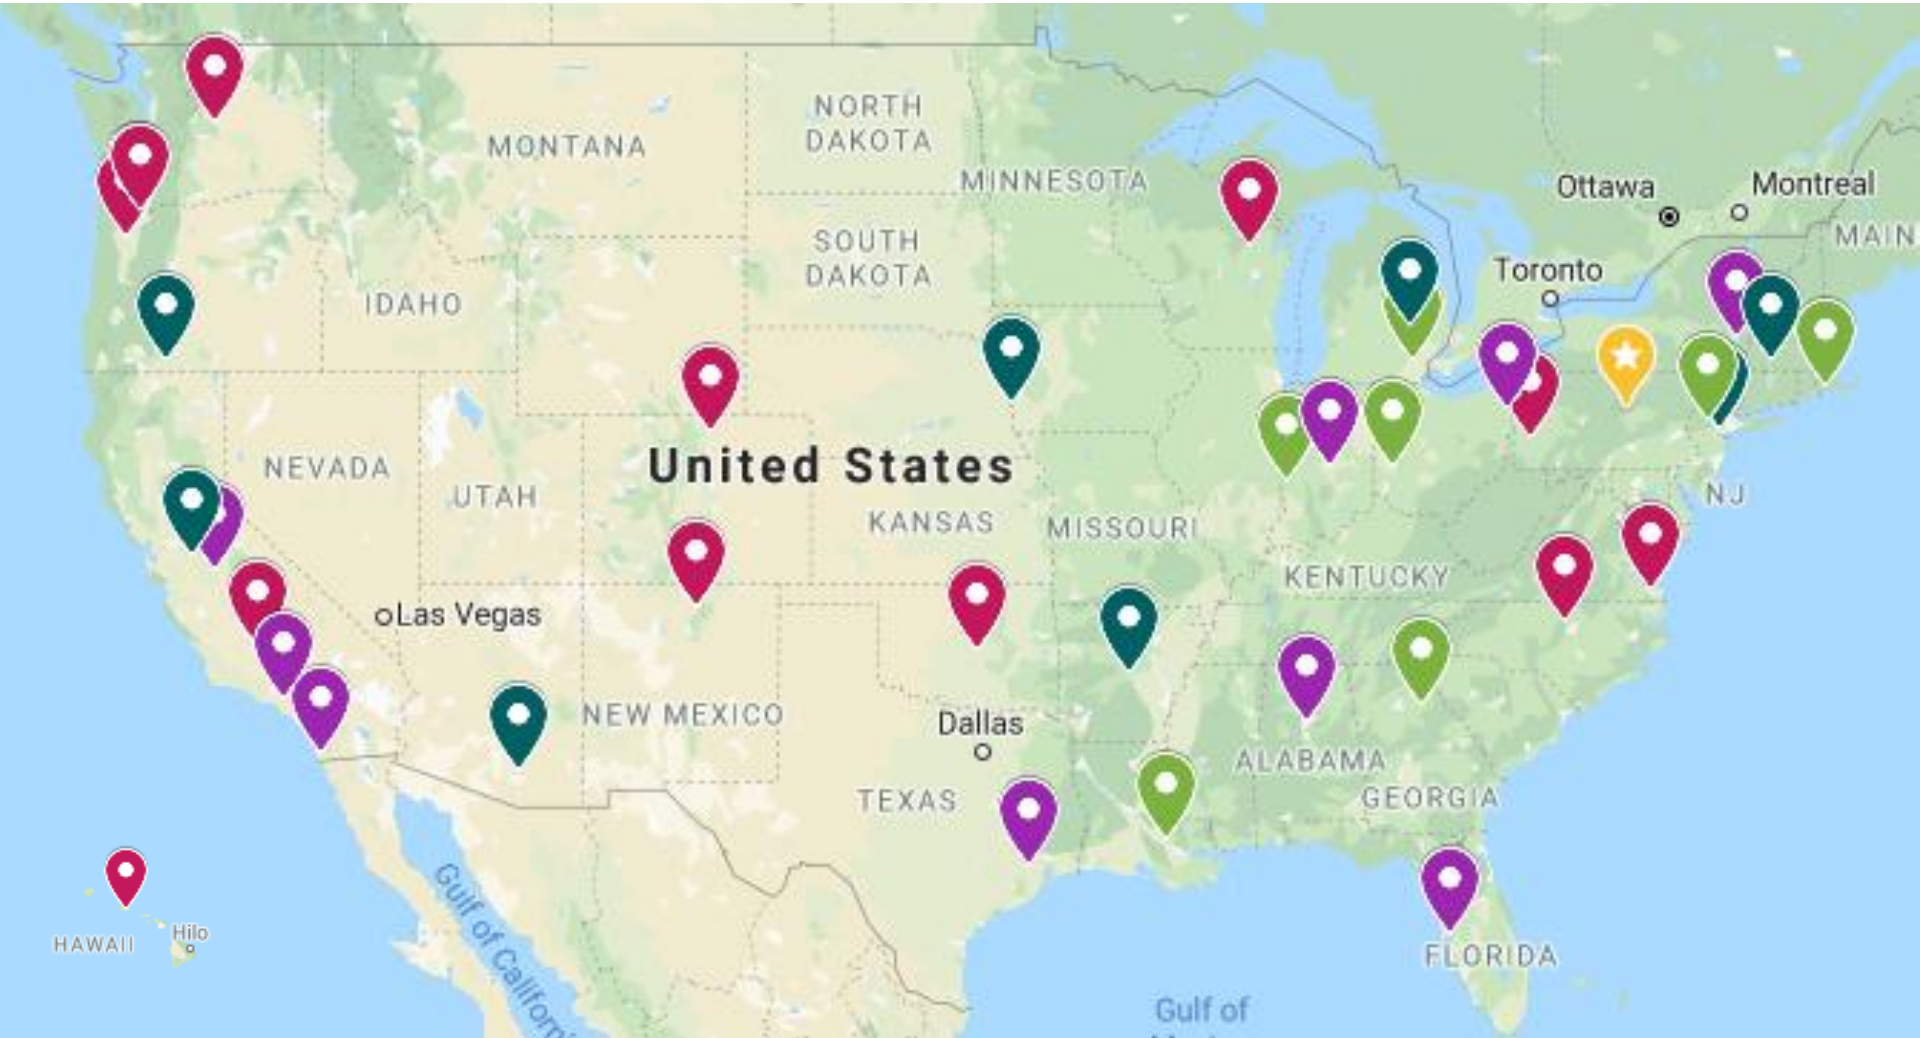 NORTH
DAKOTA
MONTANA
MINNESOTA
Ottawa
Montreal
MAIN
SOUTH
DAKOTA
Toronto
IDAHO
United States
NEVADA
UTAH
NJ
KANSAS
MISSOURI
KENTUCKY
Las Vegas
NEW MEXICO
Dallas
ALABAMA
TEXAS
GEORGIA
Gulf of Californi
Hilo
HAWAII
FLORIDA
Gulf of